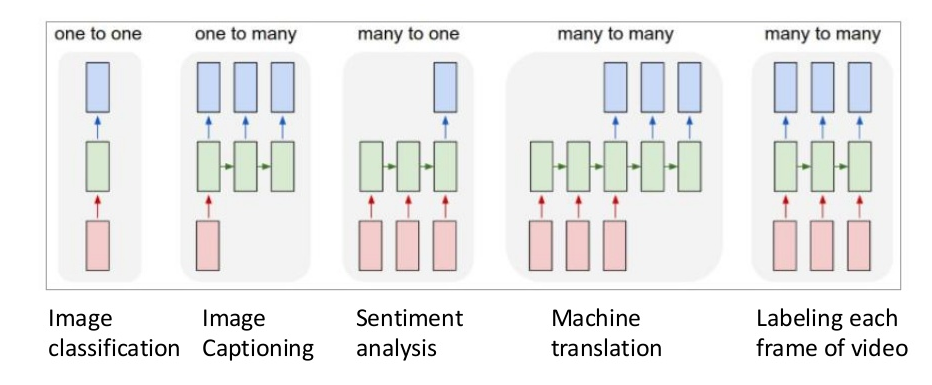 one to one
one to many
many to one
many to many
many to many
Image
classification
Image
Captioning
Sentiment
analysis
Machine
translation
Labeling each
frame of video